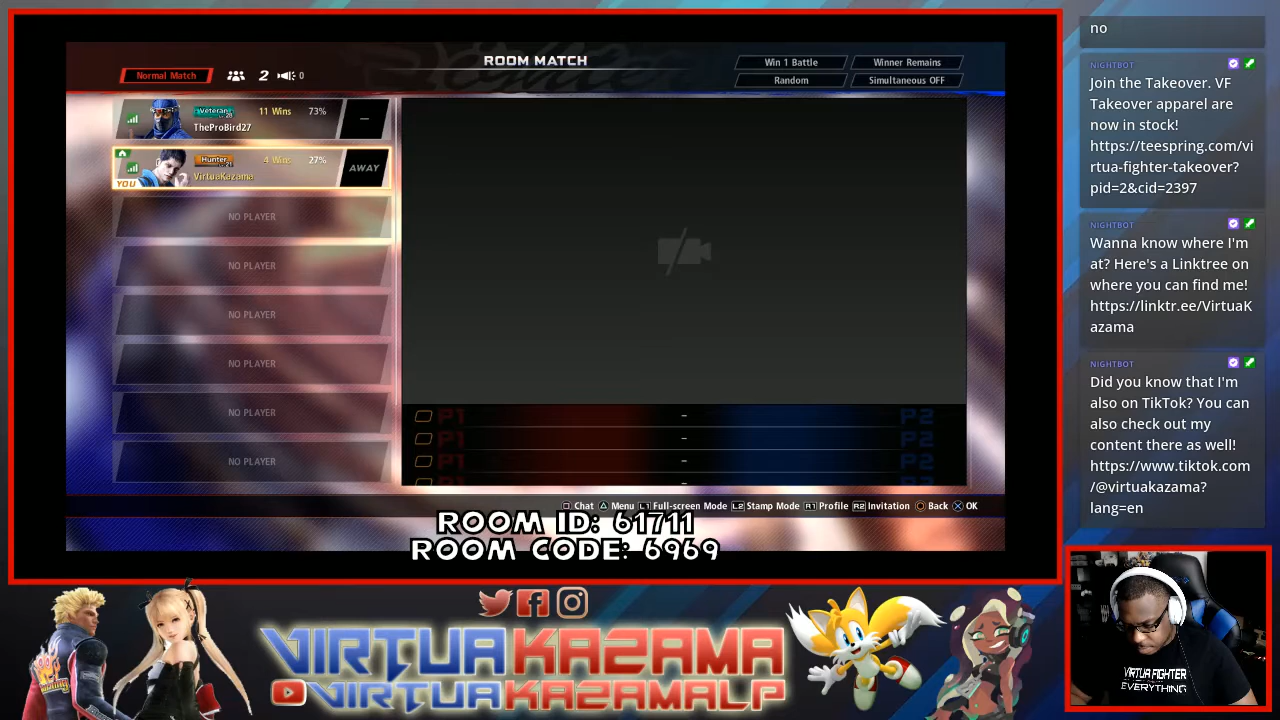 ROOM MATCH
Normal Match 2 0
Win 1 Battle Winner Remains
Random Simultaneous OFF
Veteran 11 Wins 73%
TheProBird27
—
Hunter 4 Wins 27%
VirtuaKazama
YOU
AWAY
NO PLAYER
NO PLAYER
NO PLAYER
NO PLAYER
NO PLAYER
NO PLAYER
P1 – P2
P1 – P2
P1 – P2
P1 – P2
Chat Menu L1 Full-screen Mode L2 Stamp Mode R1 Profile R2 Invitation Back OK
ROOM ID: 61711
ROOM CODE: 6969
VIRTUAKAZAMA
VIRTUAKAZAMALP
no
NIGHTBOT
Join the Takeover. VF
Takeover apparel are
now in stock!
https://teespring.com/vi
rtua-fighter-takeover?
pid=2&cid=2397
NIGHTBOT
Wanna know where I'm
at? Here's a Linktree on
where you can find me!
https://linktr.ee/VirtuaK
azama
NIGHTBOT
Did you know that I'm
also on TikTok? You can
also check out my
content there as well!
https://www.tiktok.com
/@virtuakazama?
lang=en
VIRTUA FIGHTER
EVERYTHING